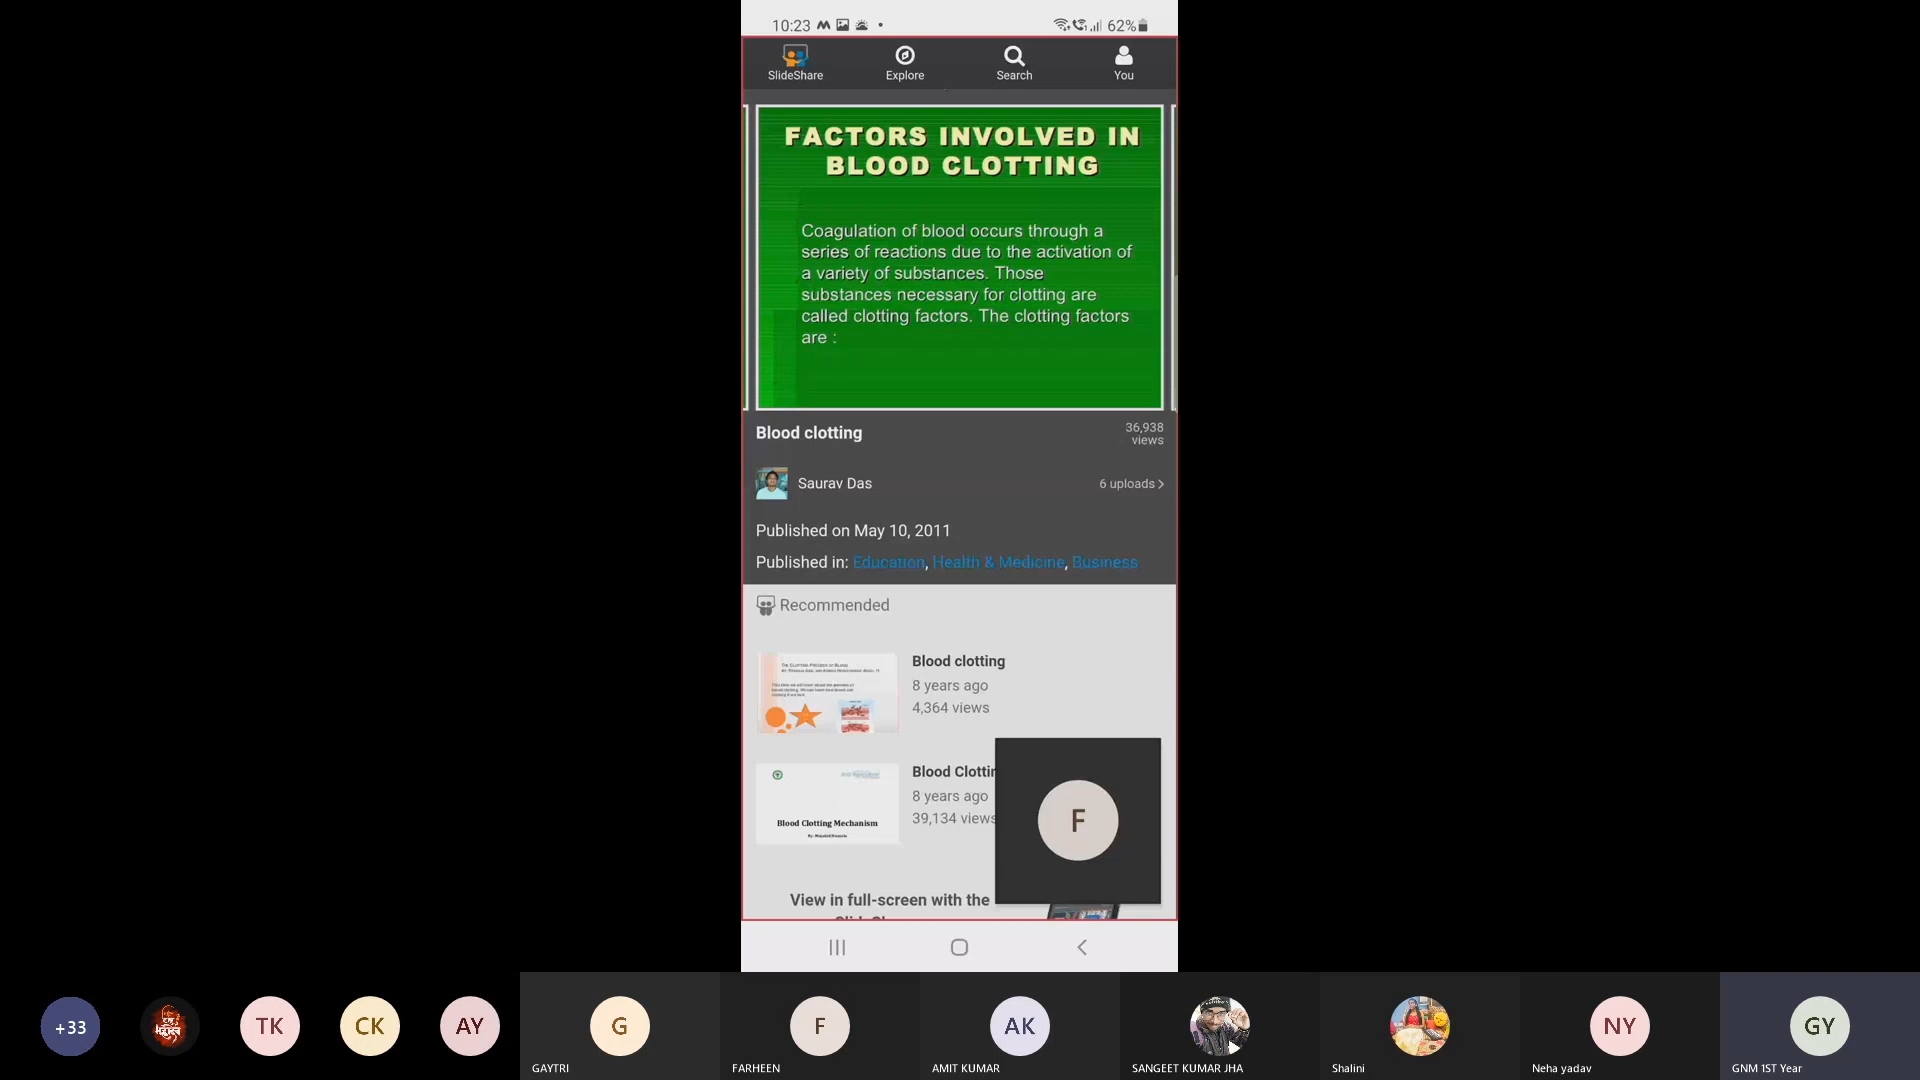 10:23
62%
SlideShare
Explore
Search
You
FACTORS INVOLVED IN
BLOOD CLOTTING
Coagulation of blood occurs through a
series of reactions due to the activation of
a variety of substances. Those
substances necessary for clotting are
called clotting factors. The clotting factors
are :
Blood clotting
36,938
views
Saurav Das
6 uploads
Published on May 10, 2011
Published in: Education, Health & Medicine, Business
Recommended
Blood clotting
8 years ago
4,364 views
Blood Clottin
8 years ago
39,134 views
Blood Clotting Mechanism
View in full-screen with the
F
+33
TK
CK
AY
G
F
AK
NY
GY
GAYTRI
FARHEEN
AMIT KUMAR
SANGEET KUMAR JHA
Shalini
Neha yadav
GNM 1ST Year